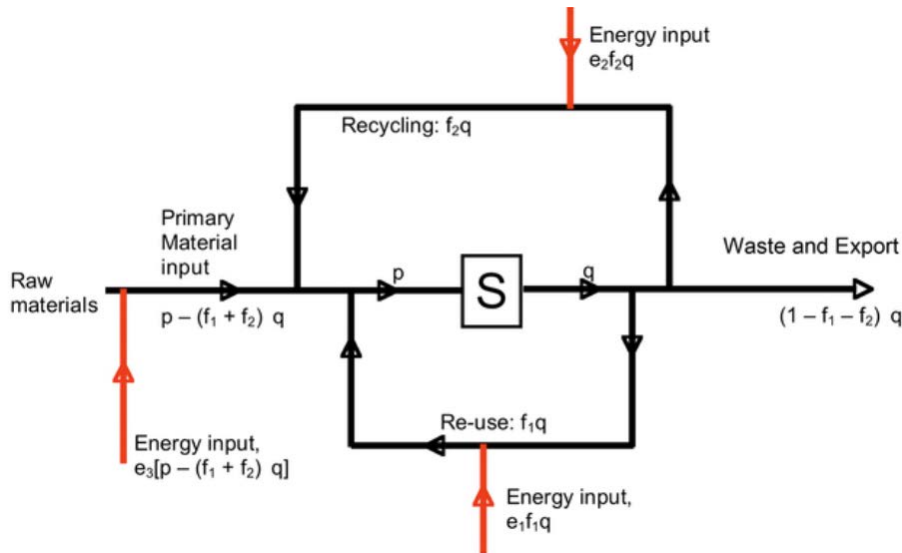 Energy input
e₂f₂q
Recycling: f₂q
Primary
Material
input
Raw
materials
p – (f₁ + f₂) q
p
S
q
Waste and Export
(1 – f₁ – f₂) q
Re-use: f₁q
Energy input,
e₃[p – (f₁ + f₂) q]
Energy input,
e₁f₁q